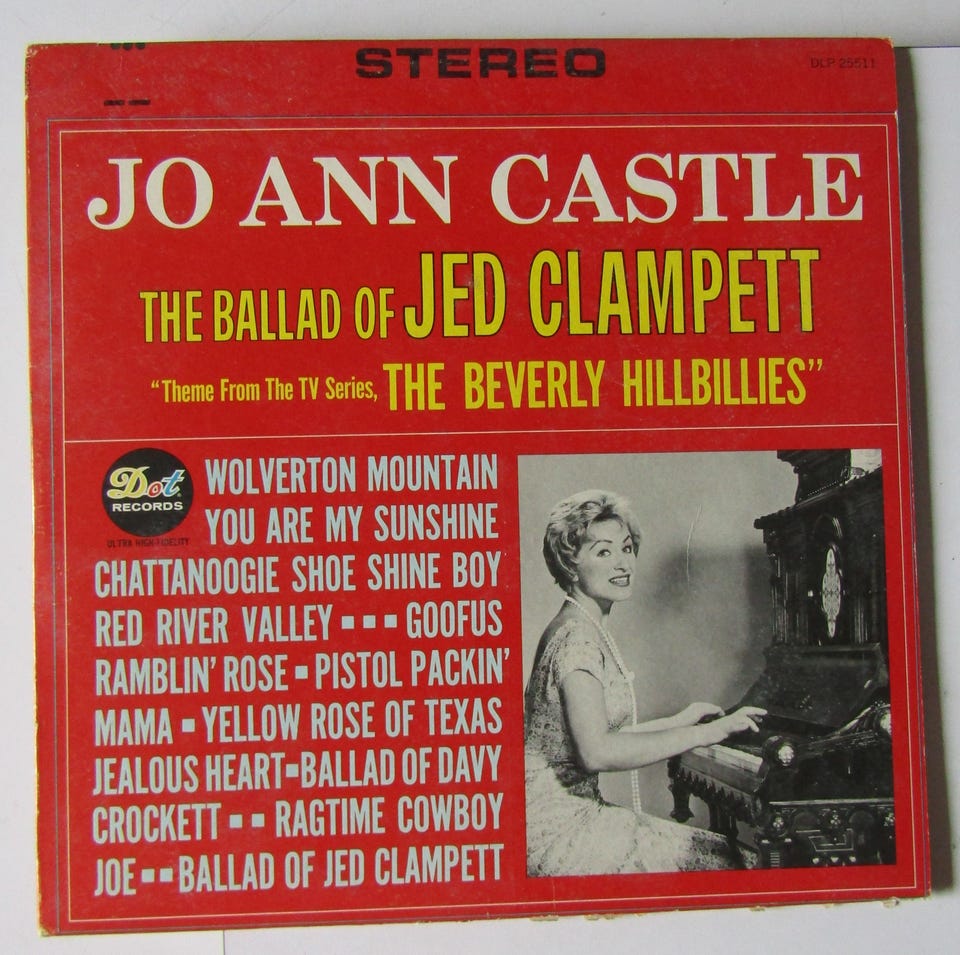 STEREO
DLP 25511
JO ANN CASTLE
THE BALLAD OF JED CLAMPETT
“Theme From The TV Series, THE BEVERLY HILLBILLIES”
Dot
RECORDS
ULTRA HIGH-FIDELITY
WOLVERTON MOUNTAIN
YOU ARE MY SUNSHINE
CHATTANOOGIE SHOE SHINE BOY
RED RIVER VALLEY ▪▪▪ GOOFUS
RAMBLIN’ ROSE ▪ PISTOL PACKIN’
MAMA ▪ YELLOW ROSE OF TEXAS
JEALOUS HEART▪BALLAD OF DAVY
CROCKETT ▪▪ RAGTIME COWBOY
JOE ▪▪ BALLAD OF JED CLAMPETT